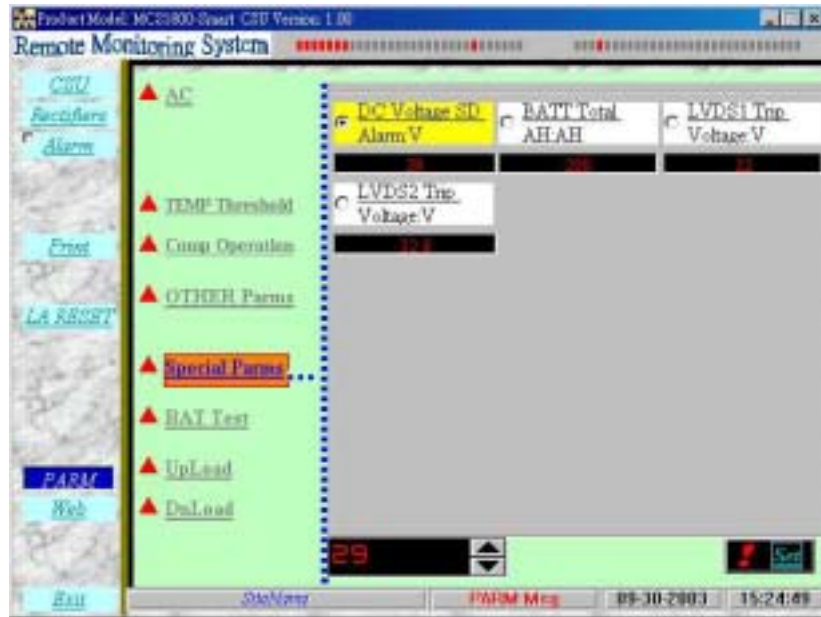 Product Model: MCS1800-Smart CSU Version: 1.00
Remote Monitoring System
CSU
Rectifiers
Alarm
Print
LA RESET
PARM
Web
Exit
AC
TEMP Threshold
Comp Operation
OTHER Parms
Special Parms
BAT Test
UpLoad
DnLoad
DC Voltage SD
Alarm:V
BATT Total
AH:AH
LVDS1 Trip
Voltage:V
200
LVDS2 Trip
Voltage:V
29
Set
SiteName
PARM Msg
09-30-2003
15:24:49